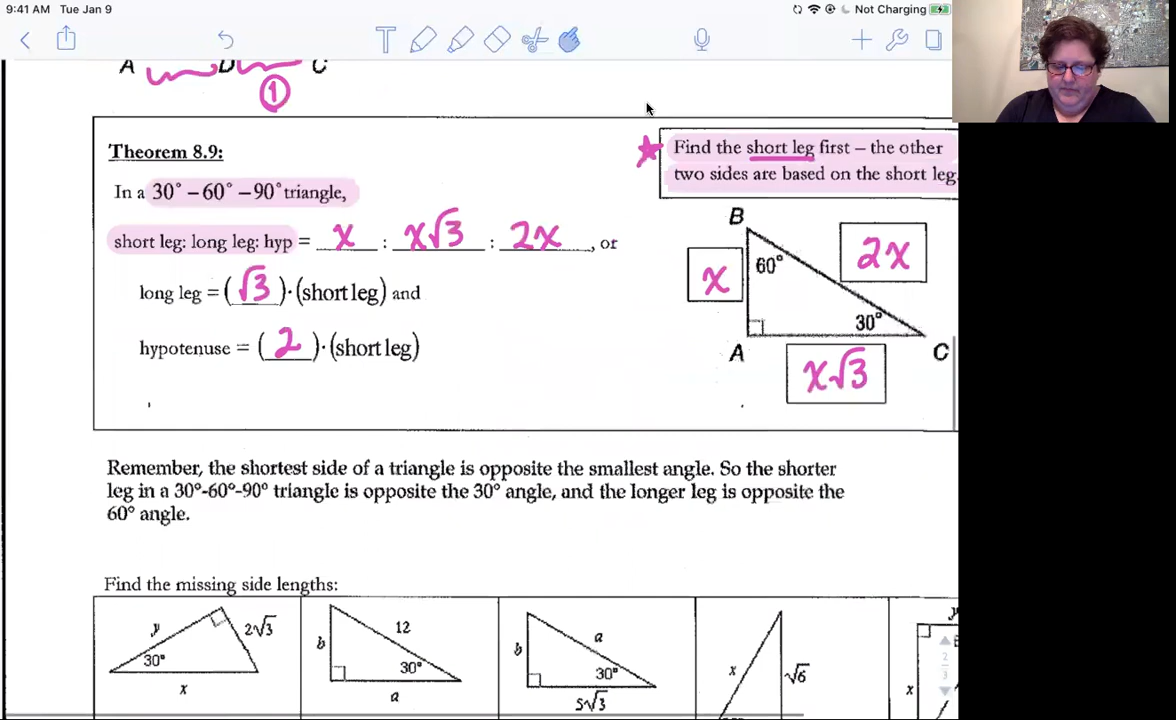 9:41 AM Tue Jan 9
Not Charging
T
A D C
1
Theorem 8.9:
In a 30° – 60° – 90° triangle,
short leg: long leg: hyp = x : x√3 : 2x, or
long leg = (√3)·(short leg) and
hypotenuse = (2)·(short leg)
Find the short leg first – the other
two sides are based on the short leg.
B
x
60°
2x
30°
A
C
x√3
Remember, the shortest side of a triangle is opposite the smallest angle. So the shorter
leg in a 30°-60°-90° triangle is opposite the 30° angle, and the longer leg is opposite the
60° angle.
Find the missing side lengths:
y 2√3
30°
x
b 12
30°
a
b a
30°
5√3
x √6
y
x
2
3